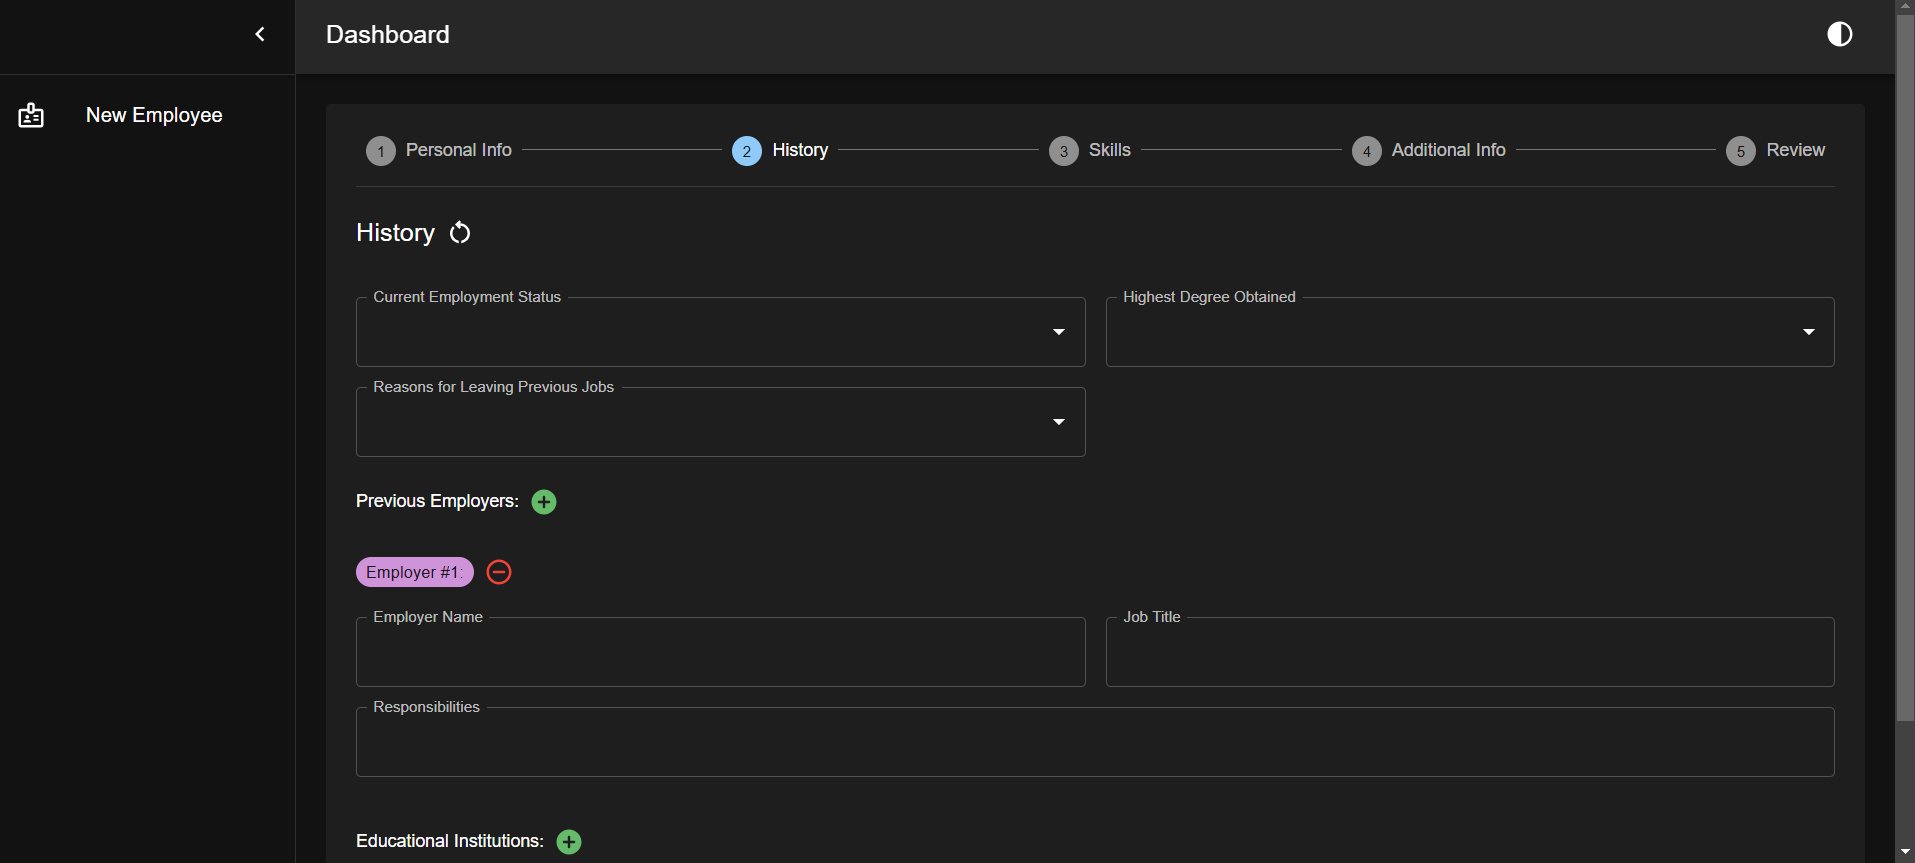 Dashboard
New Employee
1 Personal Info 2 History 3 Skills 4 Additional Info 5 Review
History
Current Employment Status Highest Degree Obtained
Reasons for Leaving Previous Jobs
Previous Employers:
Employer #1:
Employer Name Job Title
Responsibilities
Educational Institutions: